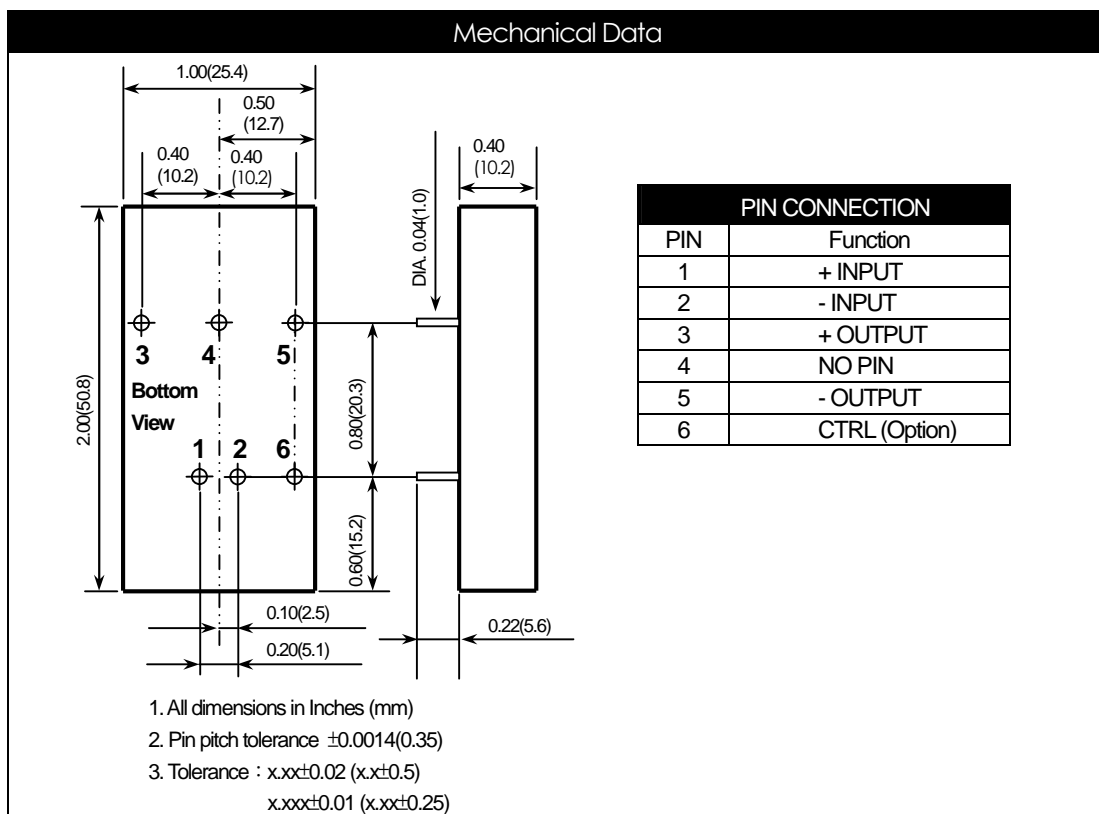 Mechanical Data
1.00(25.4)
0.50
(12.7)
0.40
(10.2)
0.40
(10.2)
0.40
(10.2)
DIA. 0.04(1.0)
2.00(50.8)
3 4 5
Bottom
View
1 2 6
0.80(20.3)
0.60(15.2)
0.10(2.5)
0.20(5.1)
0.22(5.6)
PIN CONNECTION
PIN Function
1 + INPUT
2 - INPUT
3 + OUTPUT
4 NO PIN
5 - OUTPUT
6 CTRL (Option)
1. All dimensions in Inches (mm)
2. Pin pitch tolerance ±0.0014(0.35)
3. Tolerance : x.xx±0.02 (x.x±0.5)
x.xxx±0.01 (x.xx±0.25)